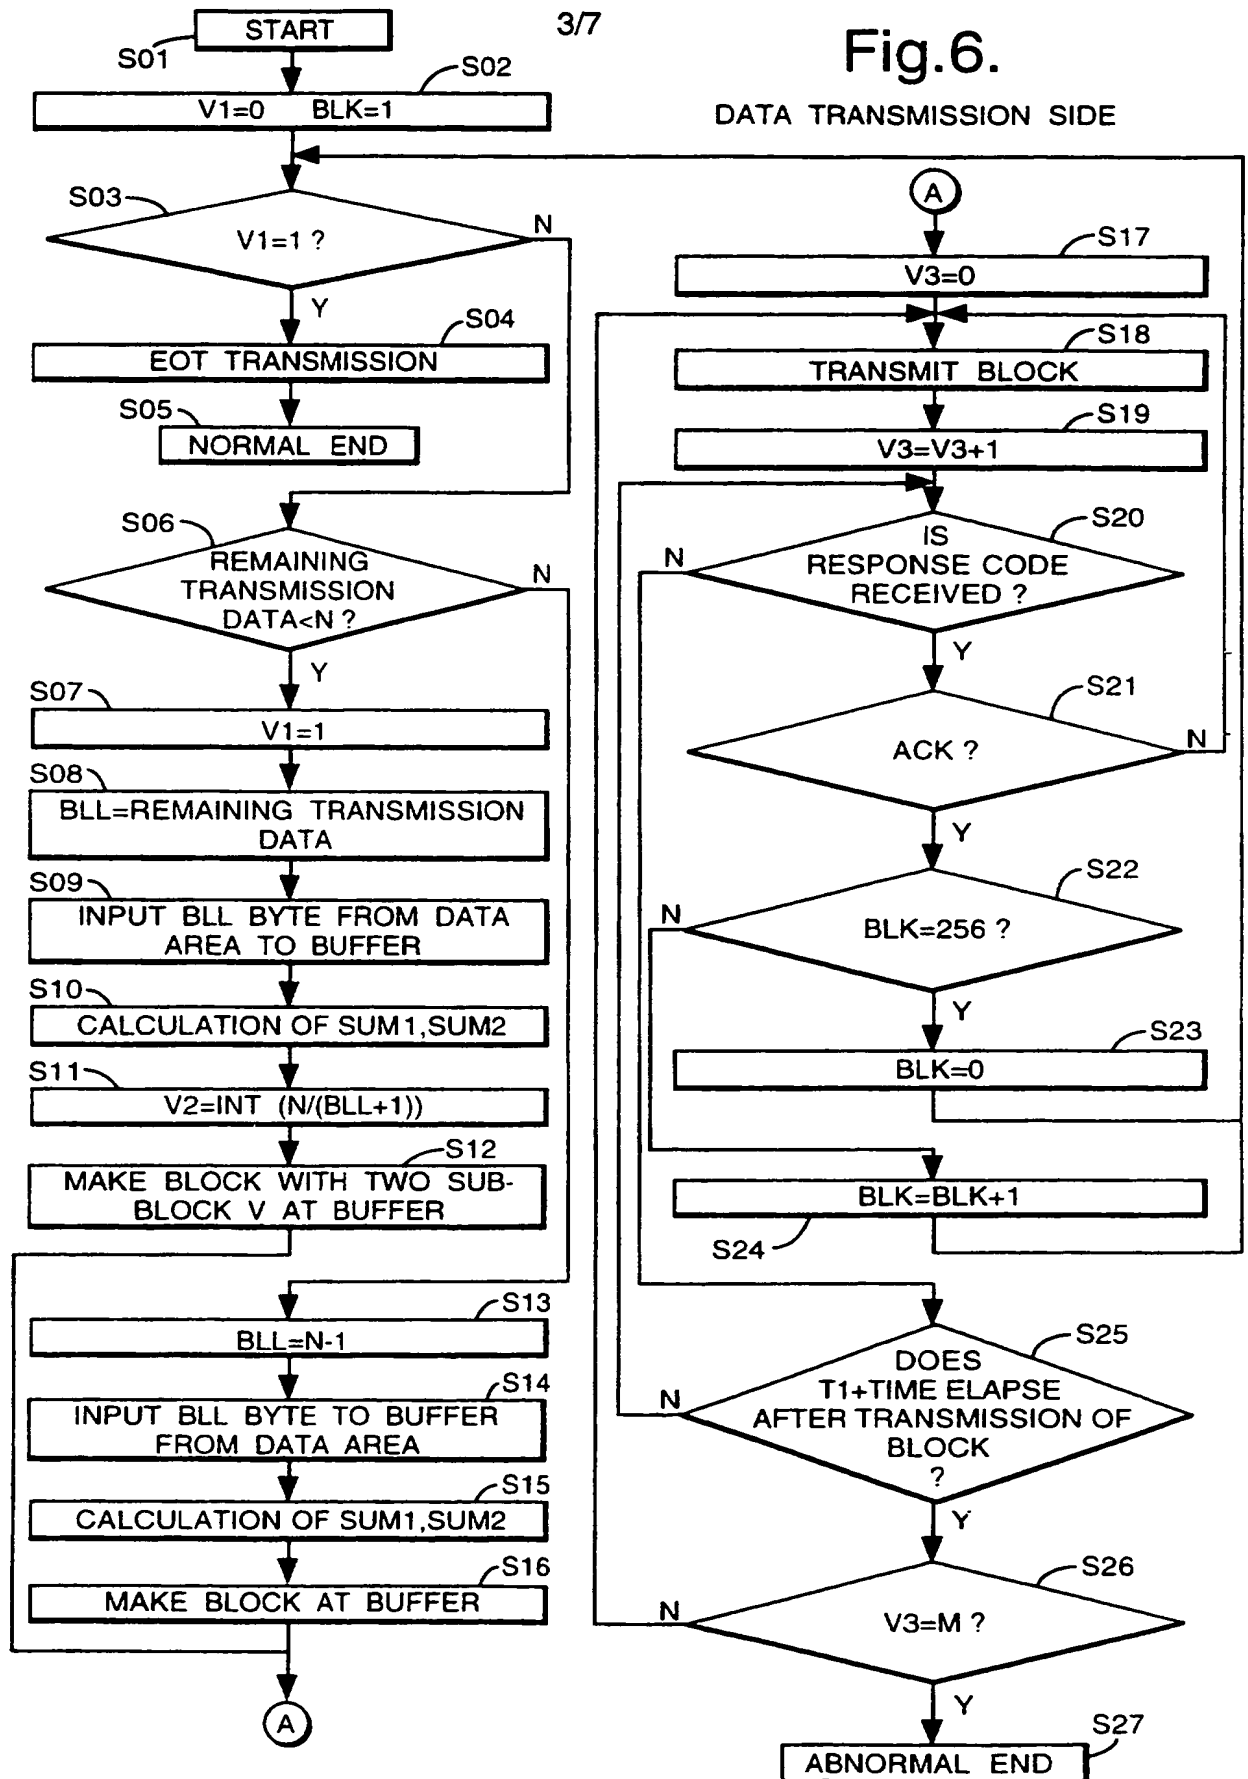 3/7
Fig.6.
DATA TRANSMISSION SIDE
START
S01
S02
V1=0 BLK=1
S03
V1=1 ?
N
Y
S04
EOT TRANSMISSION
S05
NORMAL END
S06
REMAINING
TRANSMISSION
DATA<N ?
N
Y
S07
V1=1
S08
BLL=REMAINING TRANSMISSION
DATA
S09
INPUT BLL BYTE FROM DATA
AREA TO BUFFER
S10
CALCULATION OF SUM1,SUM2
S11
V2=INT (N/(BLL+1))
S12
MAKE BLOCK WITH TWO SUB-
BLOCK V AT BUFFER
S13
BLL=N-1
S14
INPUT BLL BYTE TO BUFFER
FROM DATA AREA
S15
CALCULATION OF SUM1,SUM2
S16
MAKE BLOCK AT BUFFER
A
A
S17
V3=0
S18
TRANSMIT BLOCK
S19
V3=V3+1
S20
IS
RESPONSE CODE
RECEIVED ?
N
Y
S21
ACK ?
N
Y
S22
BLK=256 ?
N
Y
S23
BLK=0
BLK=BLK+1
S24
S25
DOES
T1+TIME ELAPSE
AFTER TRANSMISSION OF
BLOCK
?
N
Y
S26
V3=M ?
N
Y
S27
ABNORMAL END